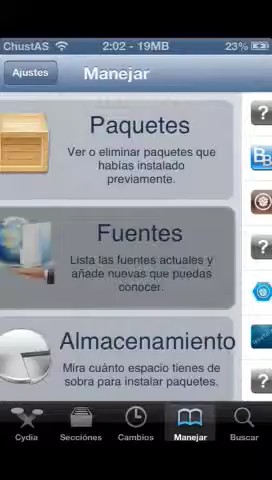 ChustAS 2:02 - 19MB 23%
Ajustes Manejar
Paquetes
Ver o eliminar paquetes que
habías instalado
previamente.
Fuentes
Lista las fuentes actuales y
añade nuevas que puedas
conocer.
Almacenamiento
Mira cuánto espacio tienes de
sobra para instalar paquetes.
Cydia Secciónes Cambios Manejar Buscar